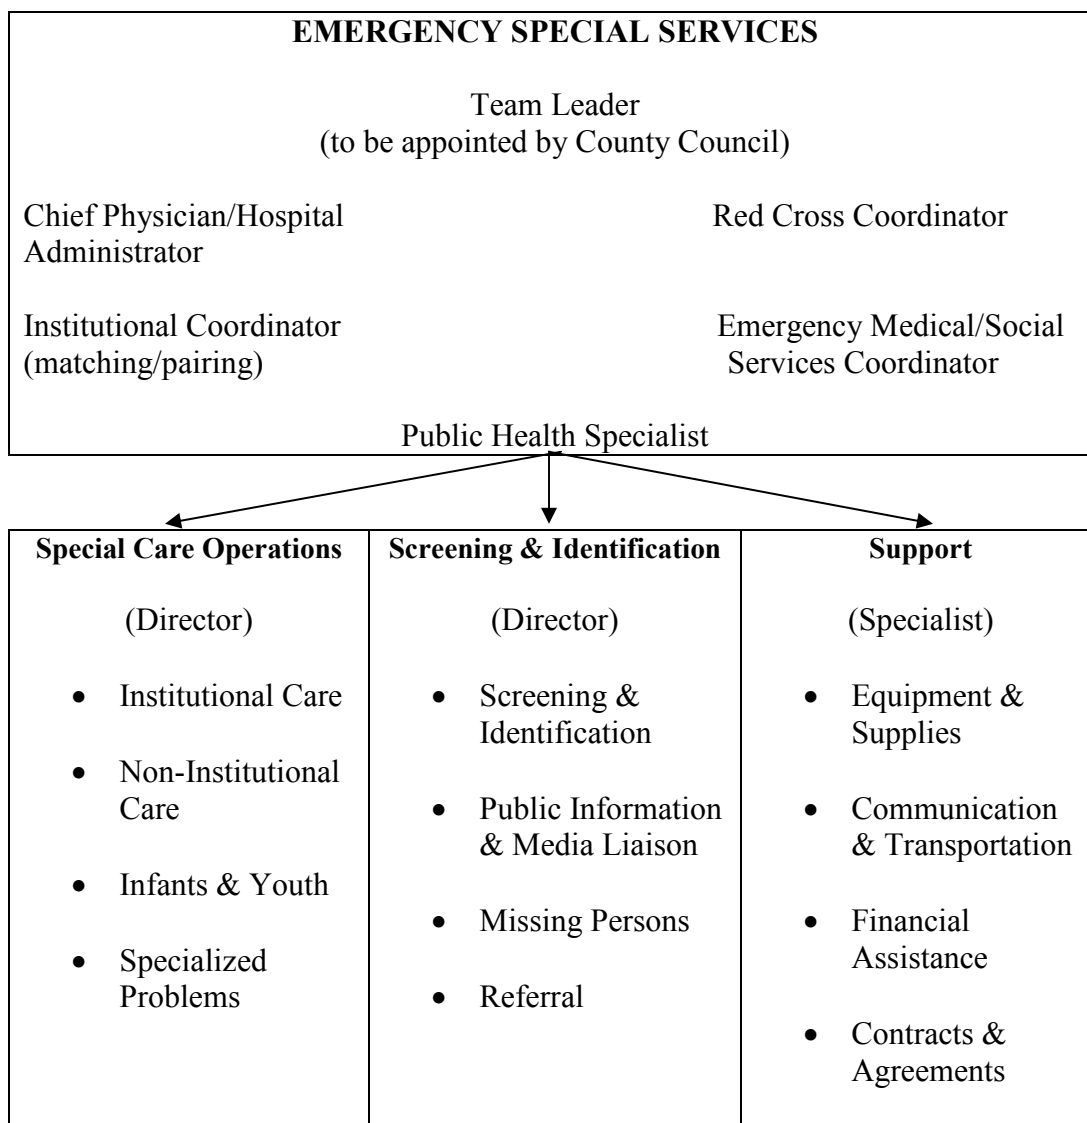 EMERGENCY SPECIAL SERVICES
Team Leader
(to be appointed by County Council)
Chief Physician/Hospital
Administrator
Red Cross Coordinator
Institutional Coordinator
(matching/pairing)
Emergency Medical/Social
Services Coordinator
Public Health Specialist
Special Care Operations
(Director)
• Institutional Care
• Non-Institutional
Care
• Infants & Youth
• Specialized
Problems
Screening & Identification
(Director)
• Screening &
Identification
• Public Information
& Media Liaison
• Missing Persons
• Referral
Support
(Specialist)
• Equipment &
Supplies
• Communication
& Transportation
• Financial
Assistance
• Contracts &
Agreements